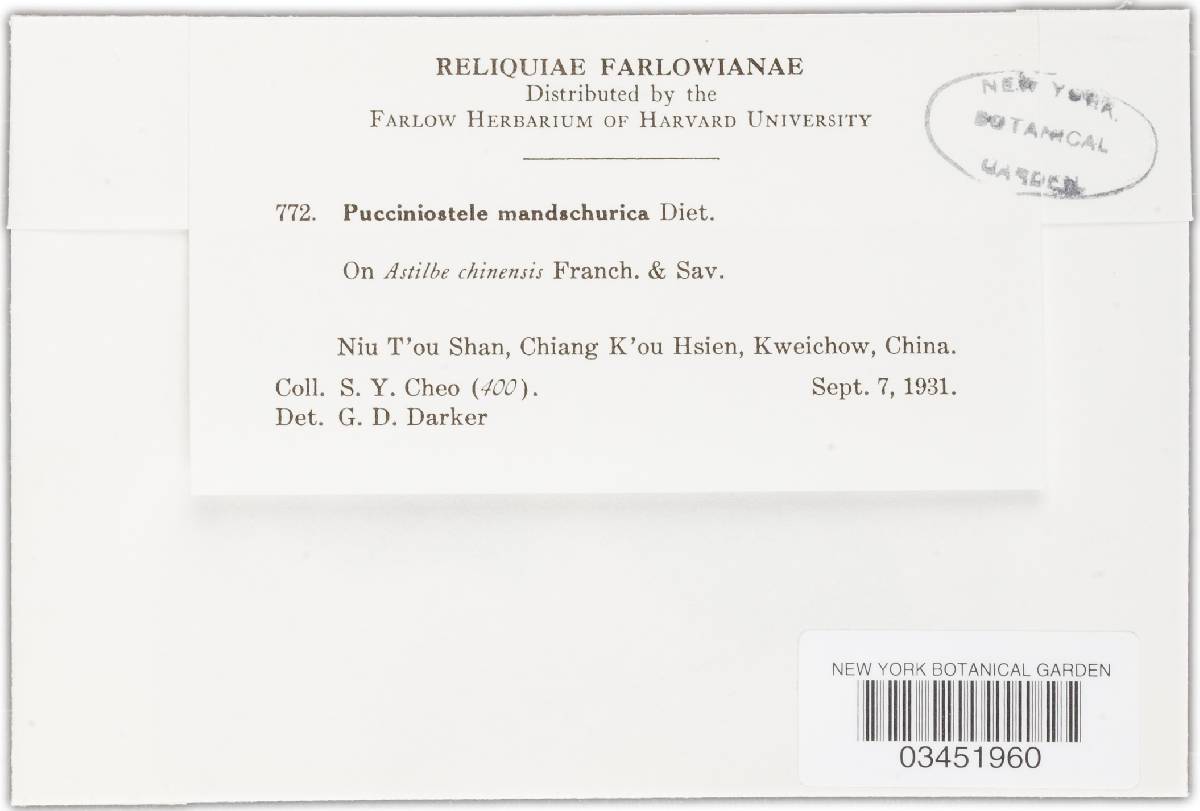 RELIQUIAE FARLOWIANAE
Distributed by the
FARLOW HERBARIUM OF HARVARD UNIVERSITY
NEW YORK
BOTANICAL
GARDEN
772. Pucciniostele mandschurica Diet.
On Astilbe chinensis Franch. & Sav.
Niu T'ou Shan, Chiang K'ou Hsien, Kweichow, China.
Coll. S. Y. Cheo (400). Sept. 7, 1931.
Det. G. D. Darker
NEW YORK BOTANICAL GARDEN
03451960